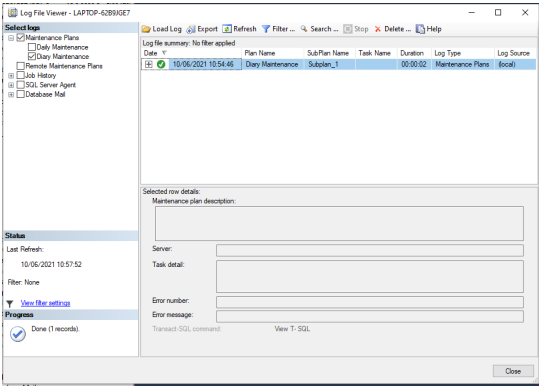 Log File Viewer - LAPTOP-62B9JGE7
Select logs
Maintenance Plans
Daily Maintenance
Diary Maintenance
Remote Maintenance Plans
Job History
SQL Server Agent
Database Mail
Load Log Export Refresh Filter ... Search ... Stop Delete ... Help
Log file summary: No filter applied
Date Plan Name SubPlan Name Task Name Duration Log Type Log Source
10/06/2021 10:54:46 Diary Maintenance Subplan_1 00:00:02 Maintenance Plans (local)
Selected row details:
Maintenance plan description:
Server:
Task detail:
Error number:
Error message:
Transact-SQL command: View T- SQL
Status
Last Refresh:
10/06/2021 10:57:52
Filter: None
View filter settings
Progress
Done (1 records).
Close